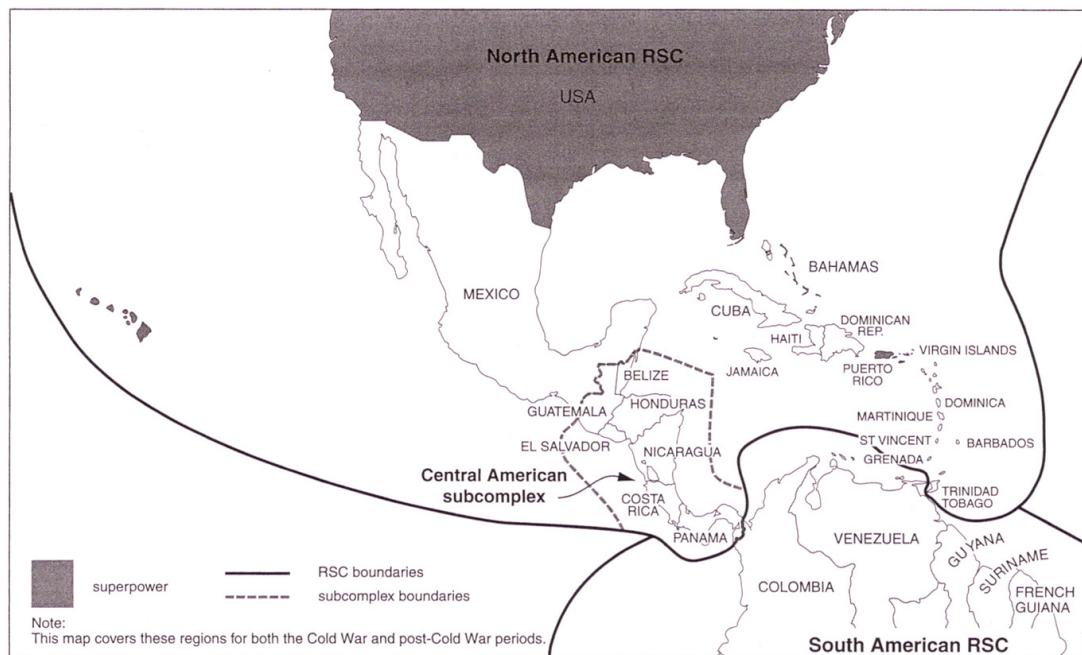 North American RSC
USA
BAHAMAS
MEXICO
CUBA
DOMINICAN
REP.
HAITI
VIRGIN ISLANDS
JAMAICA
PUERTO
RICO
BELIZE
DOMINICA
GUATEMALA
HONDURAS
MARTINIQUE
EL SALVADOR
NICARAGUA
ST VINCENT
BARBADOS
GRENADA
Central American
subcomplex
COSTA
RICA
TRINIDAD
TOBAGO
PANAMA
VENEZUELA
GUYANA
SURINAME
FRENCH
GUIANA
COLOMBIA
superpower
RSC boundaries
subcomplex boundaries
Note:
This map covers these regions for both the Cold War and post-Cold War periods.
South American RSC